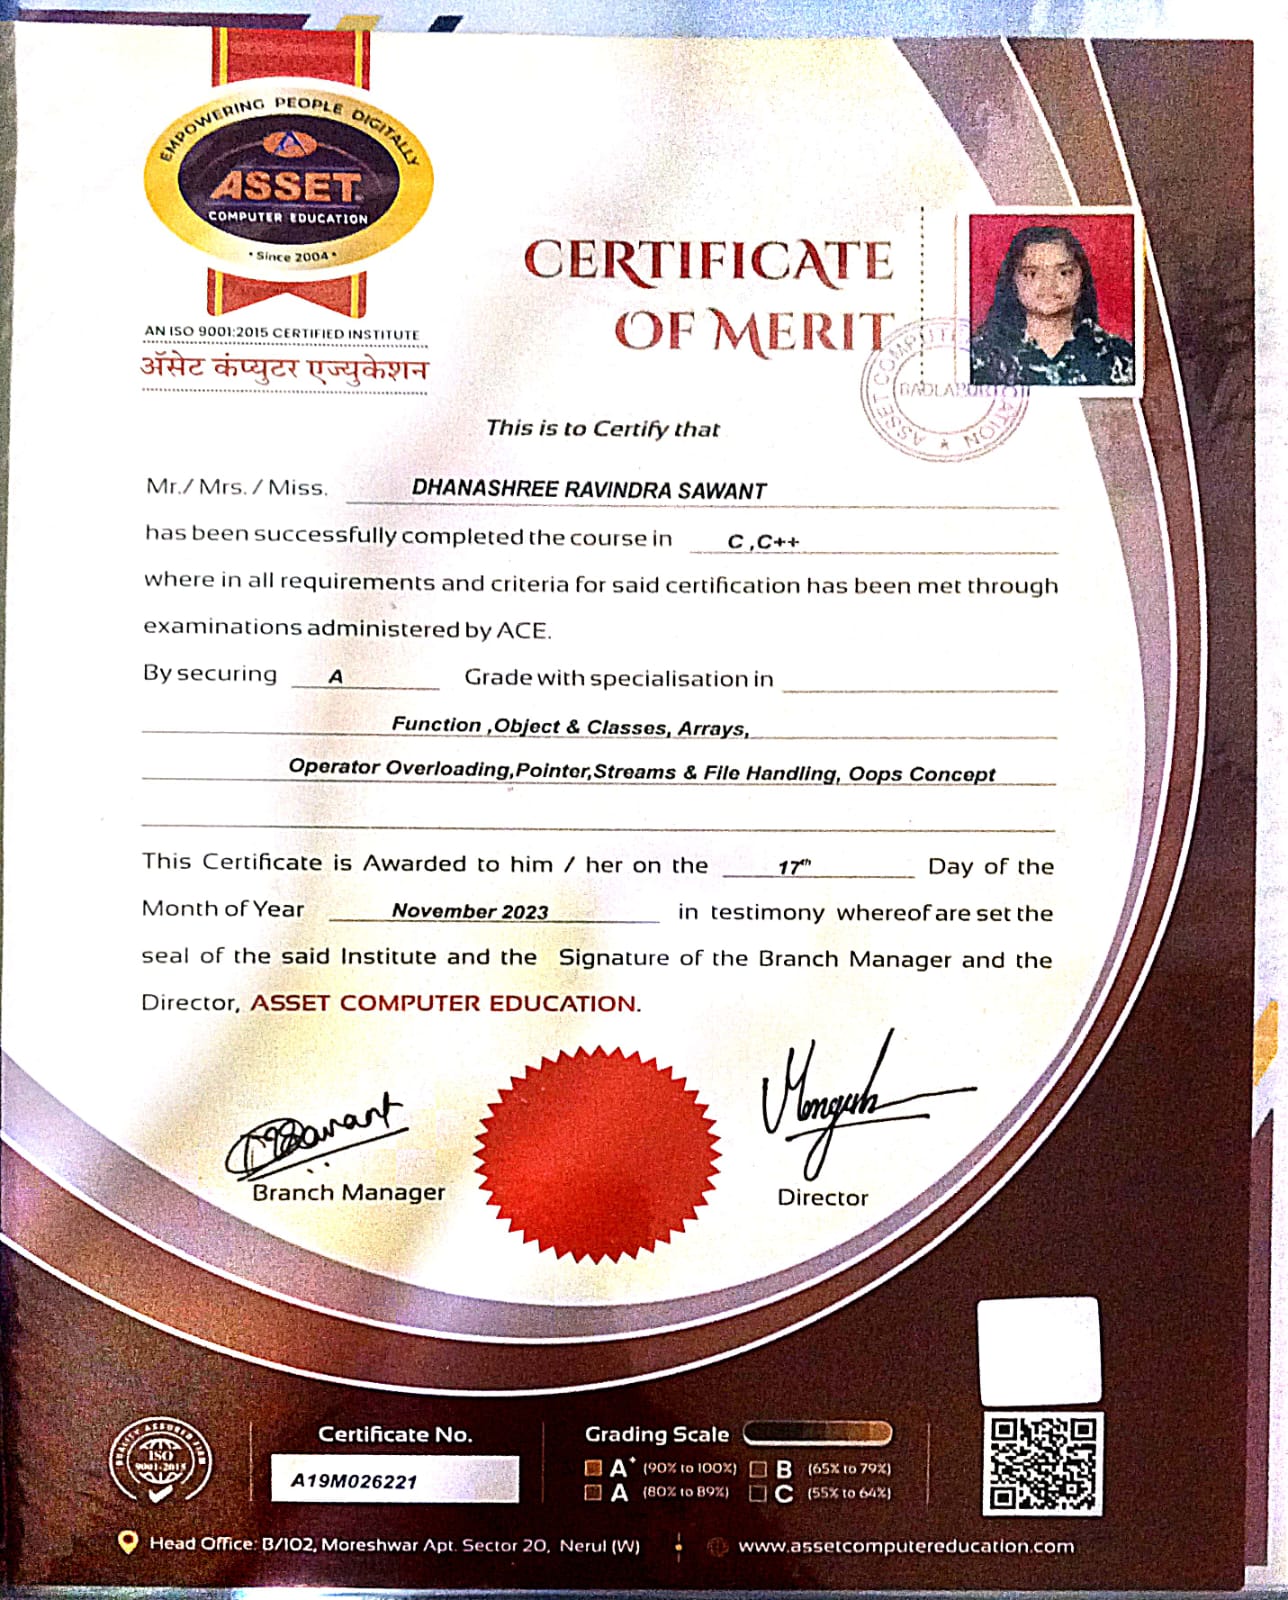 EMPOWERING PEOPLE DIGITALLY
ASSET
COMPUTER EDUCATION
• Since 2004 •
AN ISO 9001:2015 CERTIFIED INSTITUTE
ॲसेट कंप्युटर एज्युकेशन
CERTIFICATE
OF MERIT
ASSET COMPUTER EDUCATION ★
BADLAPUR
This is to Certify that
Mr./ Mrs. / Miss. DHANASHREE RAVINDRA SAWANT
has been successfully completed the course in C ,C++
where in all requirements and criteria for said certification has been met through
examinations administered by ACE.
By securing A Grade with specialisation in
Function ,Object & Classes, Arrays,
Operator Overloading,Pointer,Streams & File Handling, Oops Concept
This Certificate is Awarded to him / her on the 17th Day of the
Month of Year November 2023 in testimony whereof are set the
seal of the said Institute and the Signature of the Branch Manager and the
Director, ASSET COMPUTER EDUCATION.
Branch Manager
Director
QUALITY ASSURED FIRM
ISO
9001:2015
Certificate No.
A19M026221
Grading Scale
A+ (90% to 100%) B (65% to 79%)
A (80% to 89%) C (55% to 64%)
Head Office: B/102, Moreshwar Apt. Sector 20, Nerul (W)
www.assetcomputereducation.com